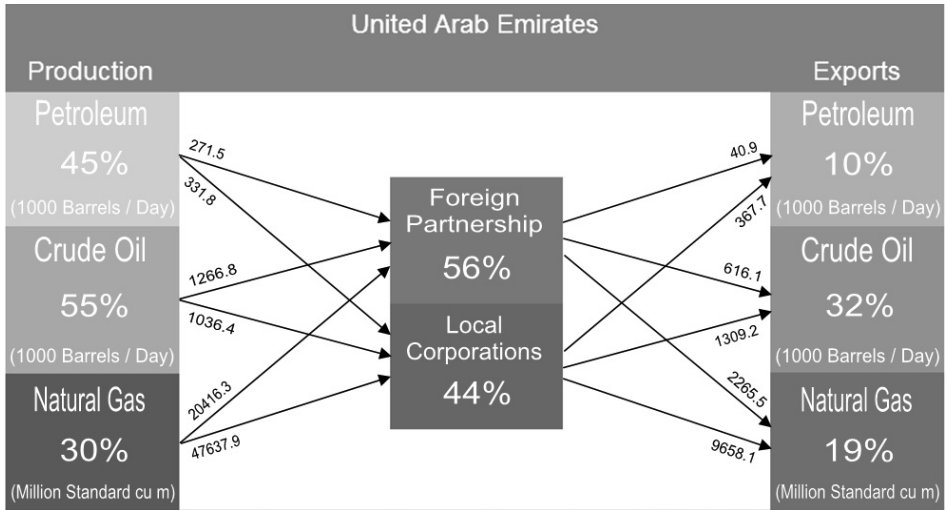 United Arab Emirates
Production
Exports
Petroleum
45%
(1000 Barrels / Day)
Crude Oil
55%
(1000 Barrels / Day)
Natural Gas
30%
(Million Standard cu m)
271.5
331.8
1266.8
1036.4
20416.3
47637.9
Foreign
Partnership
56%
Local
Corporations
44%
40.9
367.7
616.1
1309.2
2265.5
9658.1
Petroleum
10%
(1000 Barrels / Day)
Crude Oil
32%
(1000 Barrels / Day)
Natural Gas
19%
(Million Standard cu m)